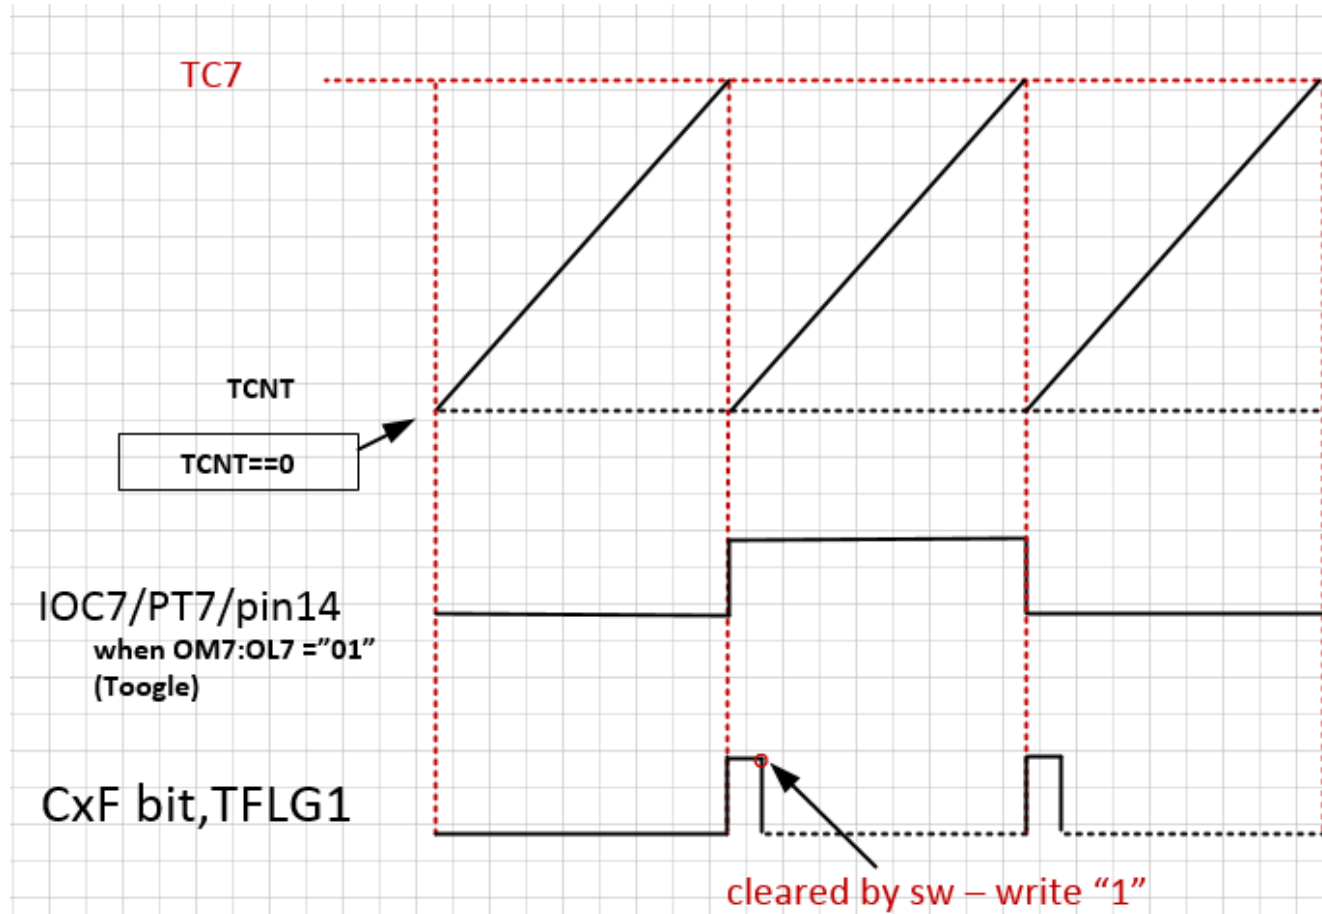 TC7
TCNT
TCNT==0
IOC7/PT7/pin14
when OM7:OL7 =”01”
(Toogle)
CxF bit,TFLG1
cleared by sw – write “1”